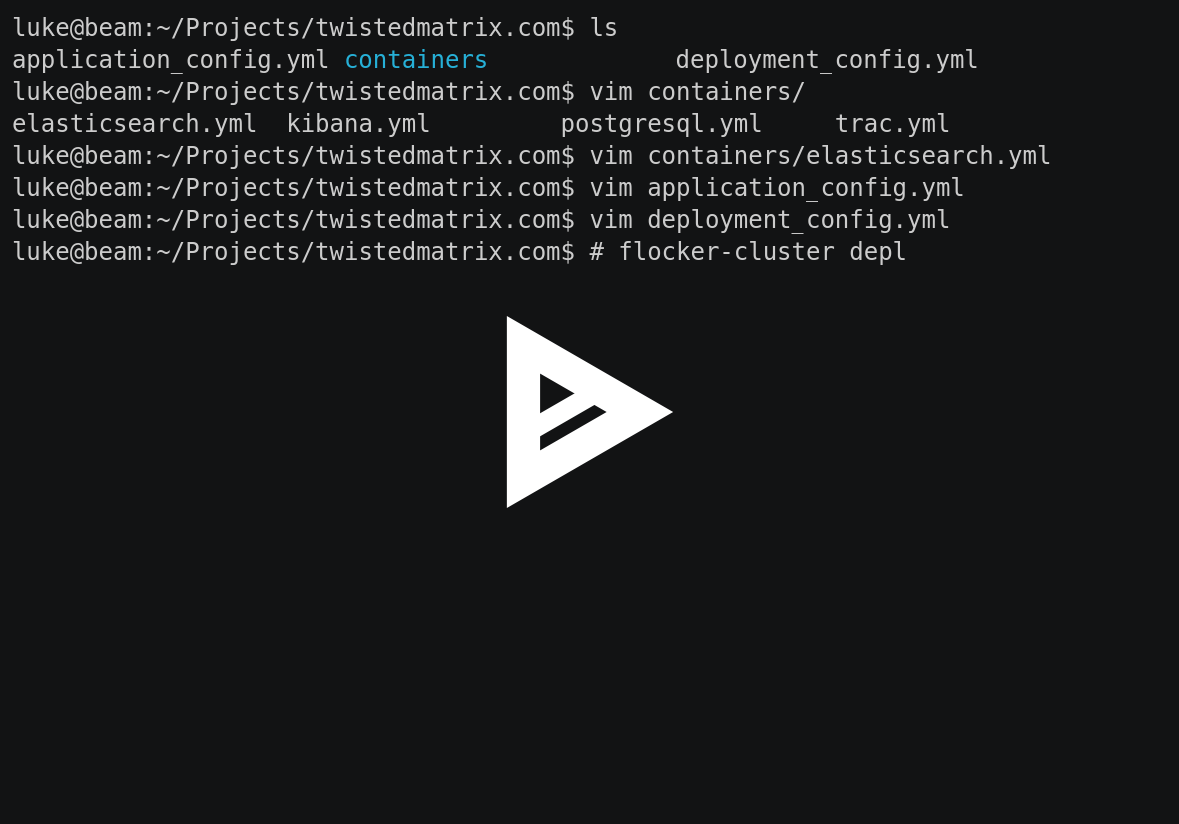 luke@beam:~/Projects/twistedmatrix.com$ ls
application_config.yml containers             deployment_config.yml
luke@beam:~/Projects/twistedmatrix.com$ vim containers/
elasticsearch.yml  kibana.yml         postgresql.yml     trac.yml
luke@beam:~/Projects/twistedmatrix.com$ vim containers/elasticsearch.yml
luke@beam:~/Projects/twistedmatrix.com$ vim application_config.yml
luke@beam:~/Projects/twistedmatrix.com$ vim deployment_config.yml
luke@beam:~/Projects/twistedmatrix.com$ # flocker-cluster depl